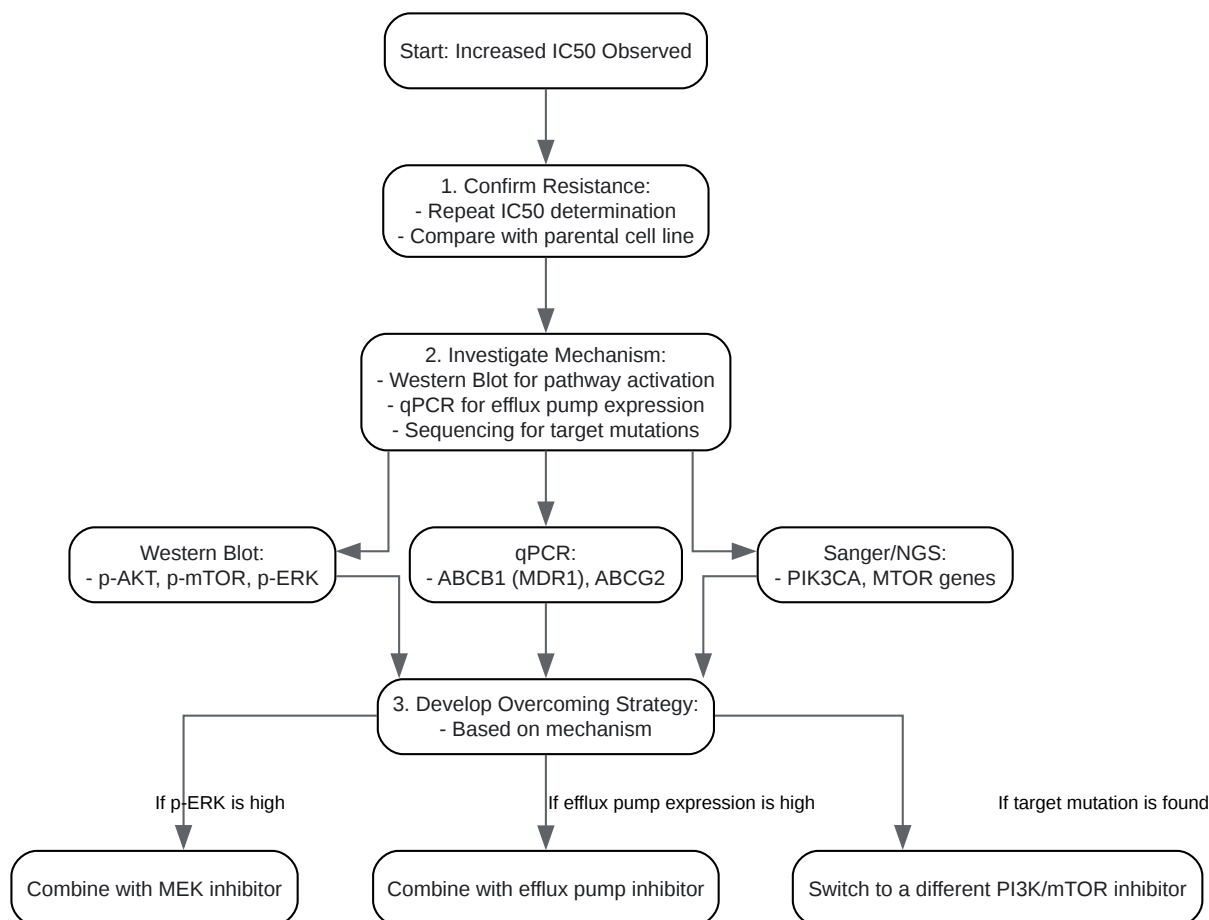 Start: Increased IC50 Observed
1. Confirm Resistance:
- Repeat IC50 determination
- Compare with parental cell line
2. Investigate Mechanism:
- Western Blot for pathway activation
- qPCR for efflux pump expression
- Sequencing for target mutations
Western Blot:
- p-AKT, p-mTOR, p-ERK
qPCR:
- ABCB1 (MDR1), ABCG2
Sanger/NGS:
- PIK3CA, MTOR genes
3. Develop Overcoming Strategy:
- Based on mechanism
If p-ERK is high
If efflux pump expression is high
If target mutation is found
Combine with MEK inhibitor
Combine with efflux pump inhibitor
Switch to a different PI3K/mTOR inhibitor